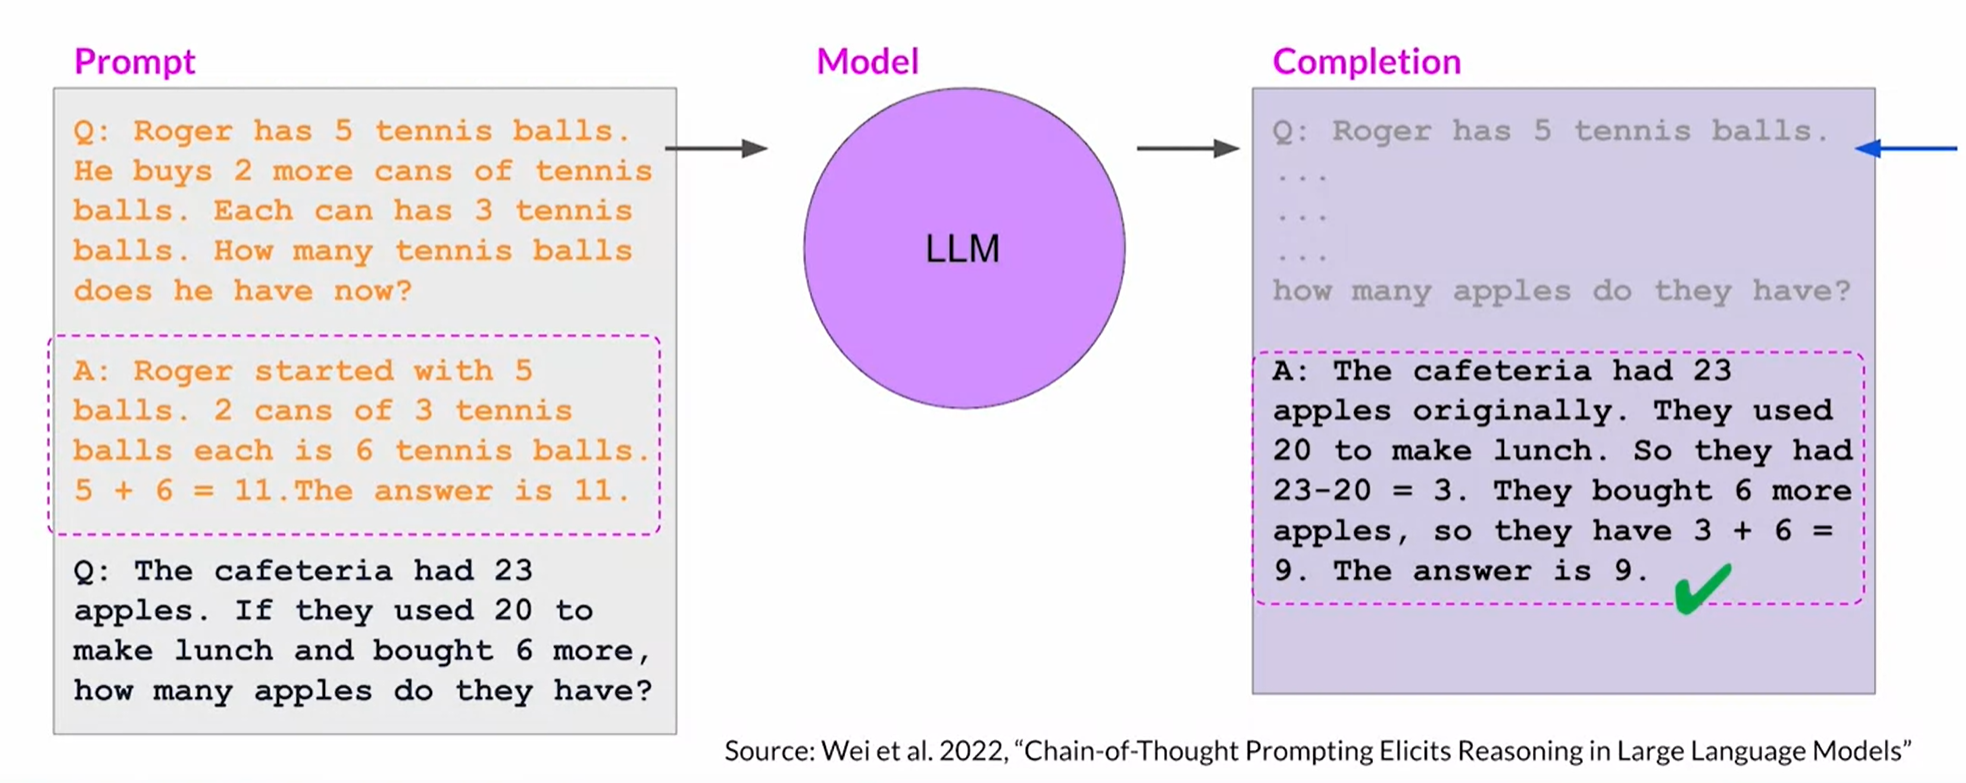 Prompt
Q: Roger has 5 tennis balls.
He buys 2 more cans of tennis
balls. Each can has 3 tennis
balls. How many tennis balls
does he have now?
A: Roger started with 5
balls. 2 cans of 3 tennis
balls each is 6 tennis balls.
5 + 6 = 11.The answer is 11.
Q: The cafeteria had 23
apples. If they used 20 to
make lunch and bought 6 more,
how many apples do they have?
Model
LLM
Completion
Q: Roger has 5 tennis balls.
...
...
...
how many apples do they have?
A: The cafeteria had 23
apples originally. They used
20 to make lunch. So they had
23-20 = 3. They bought 6 more
apples, so they have 3 + 6 =
9. The answer is 9.
Source: Wei et al. 2022, “Chain-of-Thought Prompting Elicits Reasoning in Large Language Models”